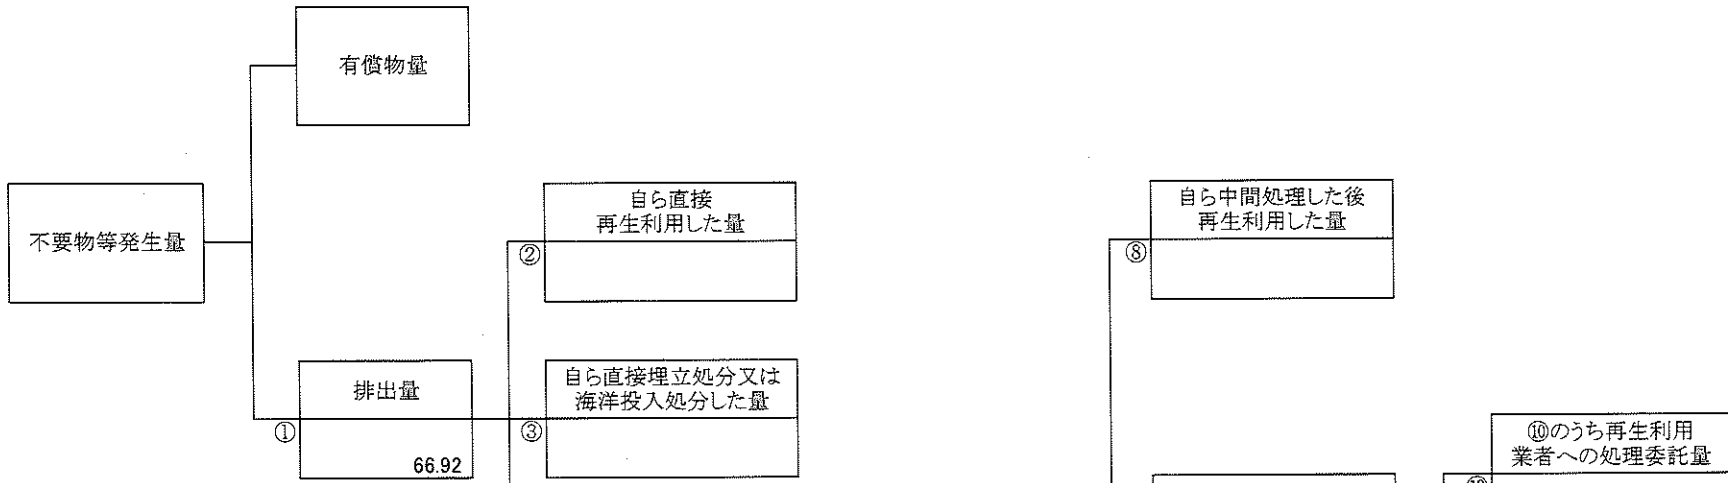 有償物量
不要物等発生量
自ら直接
再生利用した量
②
自ら中間処理した後
再生利用した量
⑧
排出量
①
66.92
自ら直接埋立処分又は
海洋投入処分した量
③
⑩のうち再生利用
業者への処理委託量